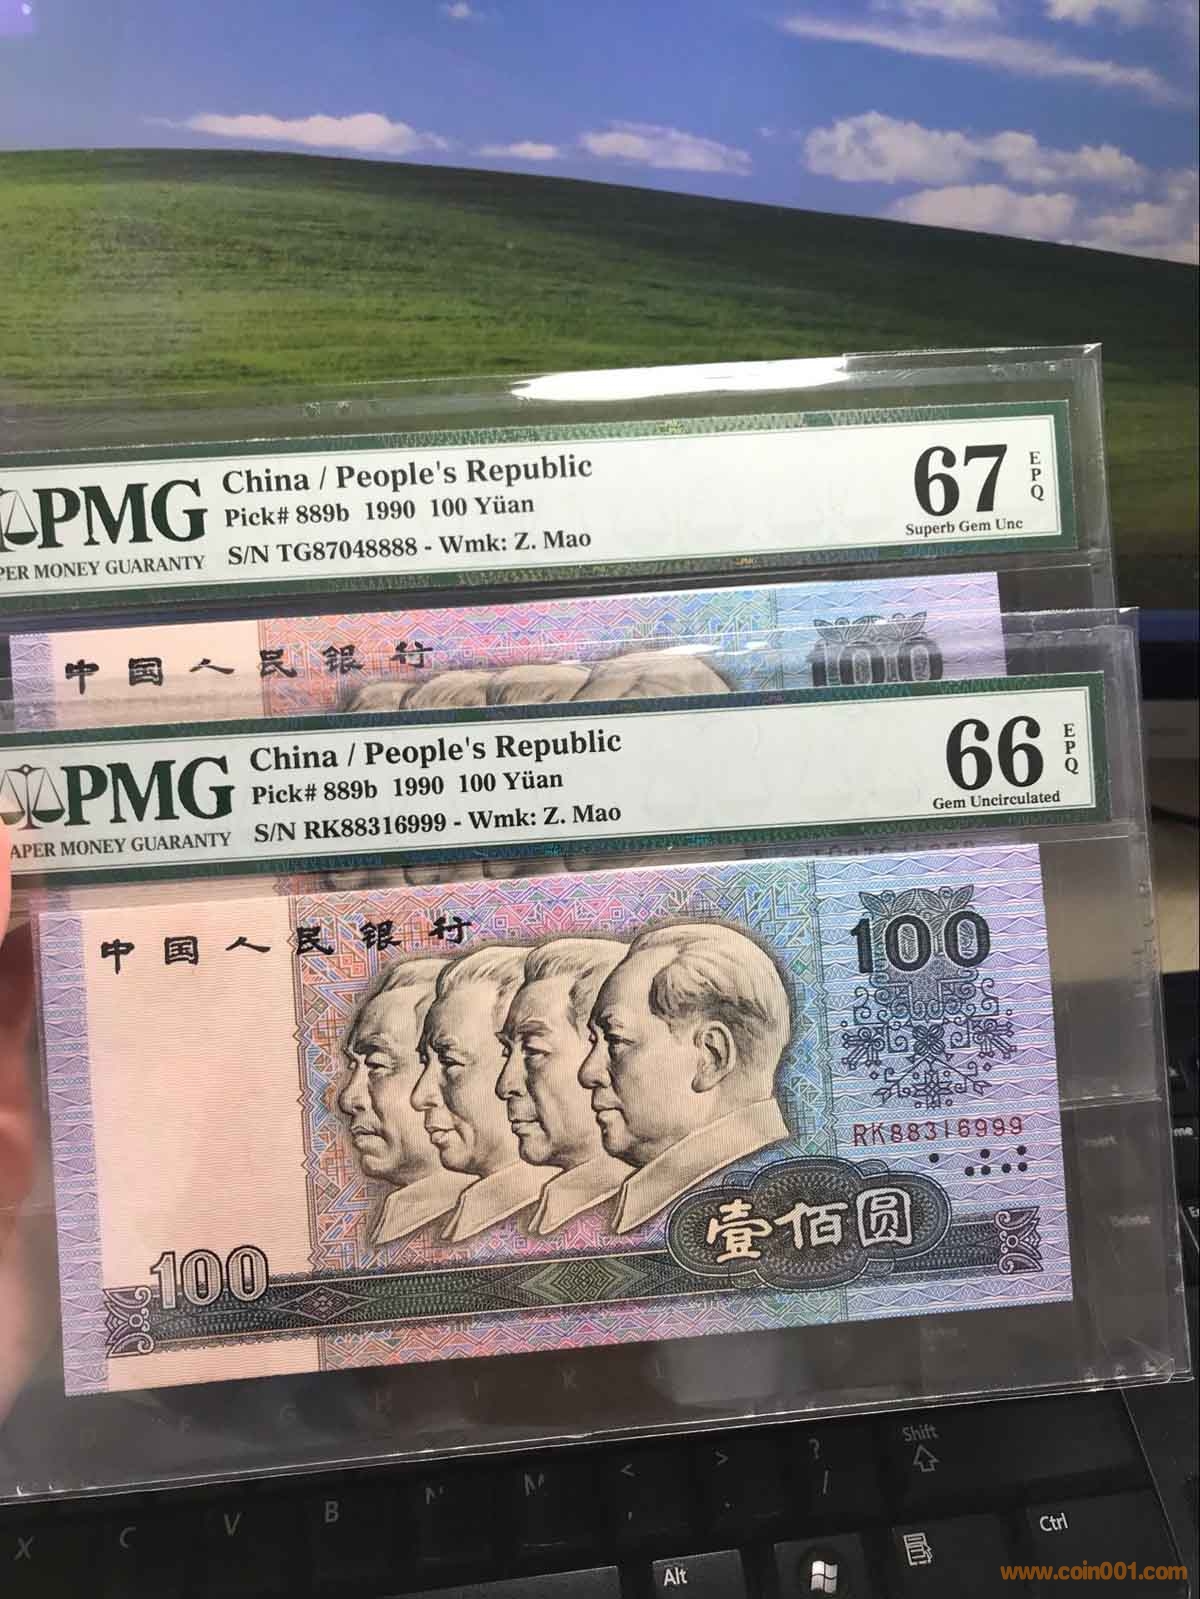 PMG
PER MONEY GUARANTY
China / People's Republic
Pick# 889b 1990 100 Yüan
S/N TG87048888 - Wmk: Z. Mao
67
EPQ
Superb Gem Unc
中国人民银行
100
PMG
APER MONEY GUARANTY
China / People's Republic
Pick# 889b 1990 100 Yüan
S/N RK88316999 - Wmk: Z. Mao
66
EPQ
Gem Uncirculated
中国人民银行
100
RK88316999
壹佰圆
100
Shift
X C V B N M < , > . ? /
Alt
Ctrl
www.coin001.com